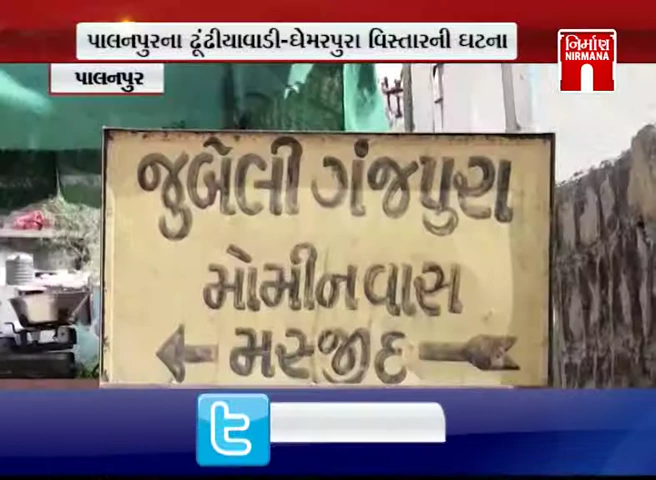 પાલનપુરના ઢૂંઢીયાવાડી-ઘેમરપુરા વિસ્તારની ઘટના
પાલનપુર
નિર્માણ
NIRMANA
જુબેલી ગંજપુરા
મોમીનવાસ
મસ્જીદ